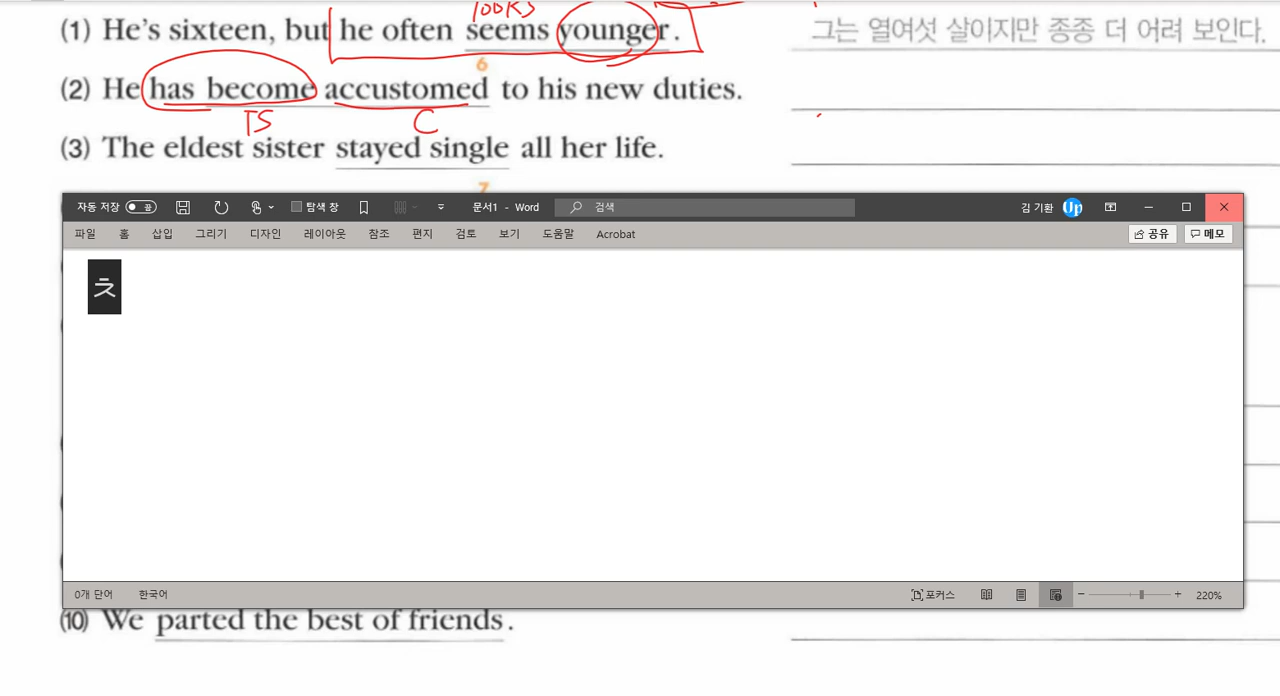 looks
(1) He's sixteen, but he often seems younger.
그는 열여섯 살이지만 종종 더 어려 보인다.
6
(2) He has become accustomed to his new duties.
IS C
(3) The eldest sister stayed single all her life.
7
자동 저장 끔 탐색 창 문서1 - Word 검색 김 기환 Up
파일 홈 삽입 그리기 디자인 레이아웃 참조 편지 검토 보기 도움말 Acrobat 공유 메모
ㅊ
0개 단어 한국어 포커스 220%
(10) We parted the best of friends.